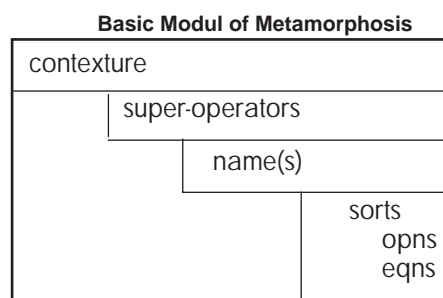 Basic Modul of Metamorphosis
contexture
super-operators
name(s)
sorts
opns
eqns